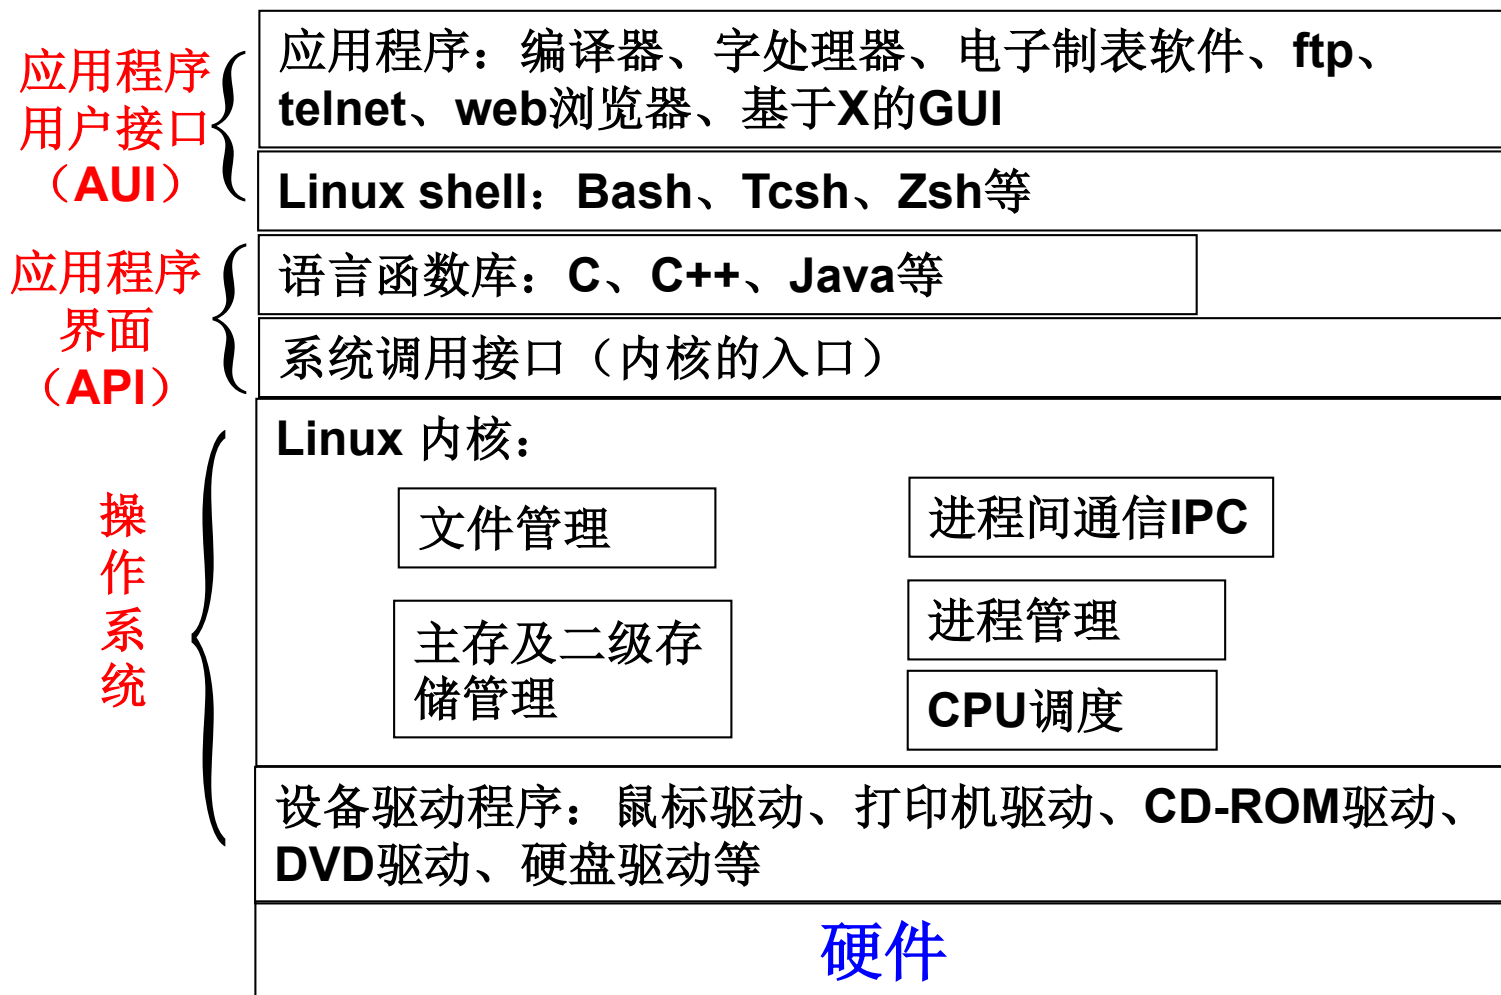 应用程序
用户接口
（AUI）
应用程序：编译器、字处理器、电子制表软件、ftp、
telnet、web浏览器、基于X的GUI
Linux shell：Bash、Tcsh、Zsh等
应用程序
界面
（API）
语言函数库：C、C++、Java等
系统调用接口（内核的入口）
操
作
系
统
Linux 内核：
文件管理
进程间通信IPC
主存及二级存
储管理
进程管理
CPU调度
设备驱动程序：鼠标驱动、打印机驱动、CD-ROM驱动、
DVD驱动、硬盘驱动等
硬件